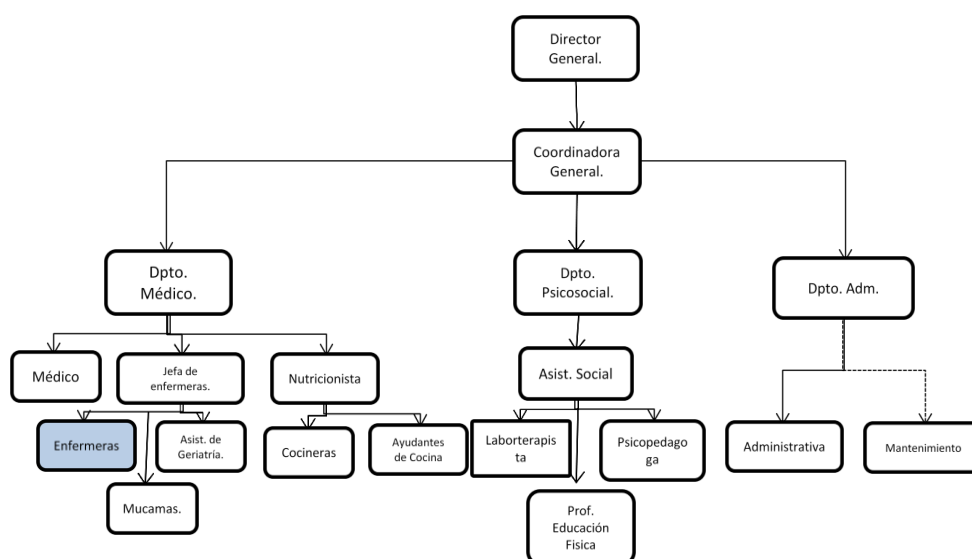 Director
General.
Coordinadora
General.
Dpto.
Médico.
Dpto.
Psicosocial.
Dpto. Adm.
Médico
Jefa de
enfermeras.
Nutricionista
Asist. Social
Enfermeras
Asist. de
Geriatría.
Cocineras
Ayudantes
de Cocina
Laborterapis
ta
Psicopedago
ga
Administrativa
Mantenimiento
Mucamas.
Prof.
Educación
Fisica